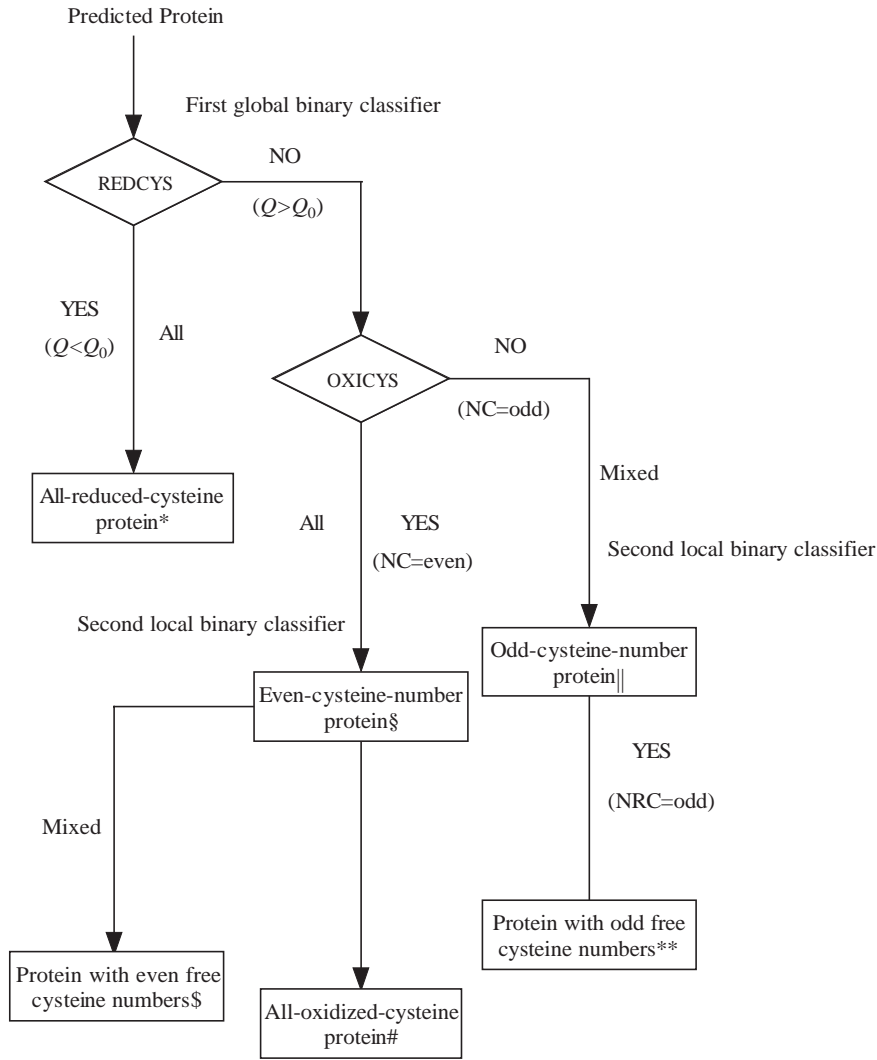 Predicted Protein
First global binary classifier
NO
REDCYS
(Q>Q₀)
YES
All
(Q<Q₀)
NO
OXICYS
(NC=odd)
All-reduced-cysteine
protein*
Mixed
All
YES
(NC=even)
Second local binary classifier
Second local binary classifier
Odd-cysteine-number
protein||
Even-cysteine-number
protein§
YES
(NRC=odd)
Mixed
Protein with odd free
cysteine numbers**
Protein with even free
cysteine numbers$
All-oxidized-cysteine
protein#